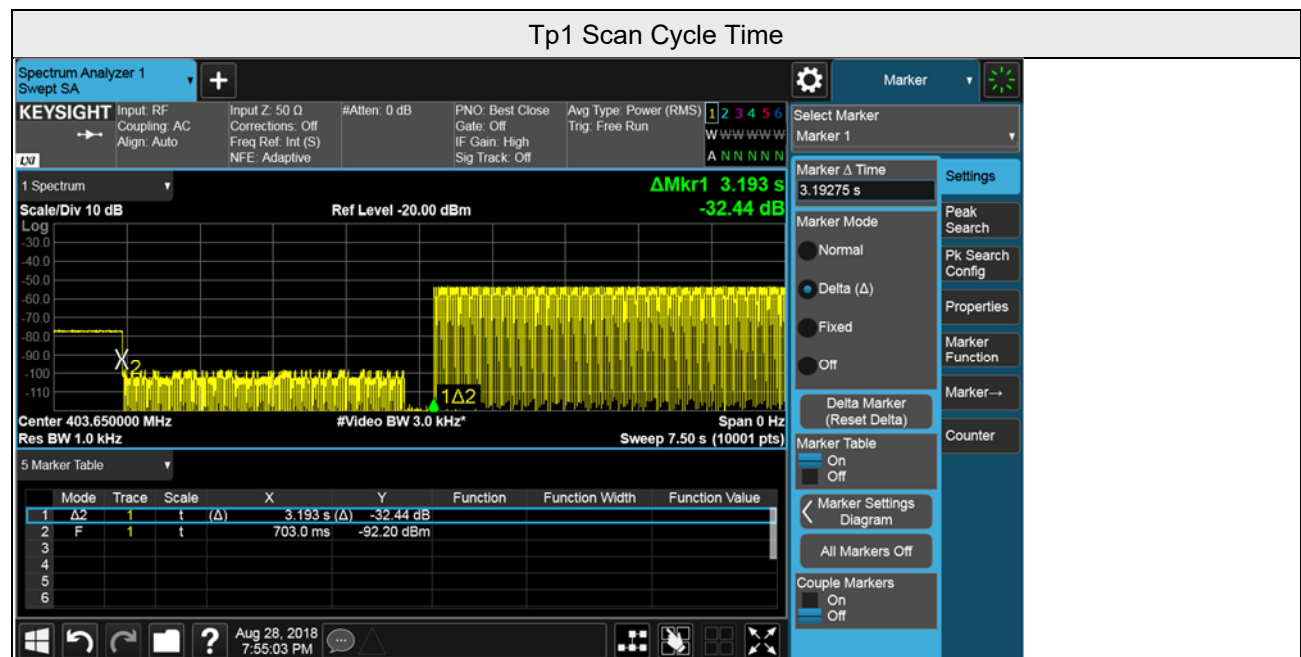 Tp1 Scan Cycle Time
Spectrum Analyzer 1
Swept SA
Marker
KEYSIGHT
LXI
Input: RF
Coupling: AC
Align: Auto
Input Z: 50 Ω
Corrections: Off
Freq Ref: Int (S)
NFE: Adaptive
#Atten: 0 dB
PNO: Best Close
Gate: Off
IF Gain: High
Sig Track: Off
Avg Type: Power (RMS)
Trig: Free Run
1 2 3 4 5 6
W W W W W W
A N N N N N
Select Marker
Marker 1
1 Spectrum
ΔMkr1 3.193 s
Scale/Div 10 dB
Ref Level -20.00 dBm
-32.44 dB
Log
-30.0
-40.0
-50.0
-60.0
-70.0
-80.0
-90.0
-100
-110
X2
1Δ2
Center 403.650000 MHz
#Video BW 3.0 kHz*
Span 0 Hz
Res BW 1.0 kHz
Sweep 7.50 s (10001 pts)
5 Marker Table
Mode Trace Scale X Y Function Function Width Function Value
1 Δ2 1 t (Δ) 3.193 s (Δ) -32.44 dB
2 F 1 t 703.0 ms -92.20 dBm
3
4
5
6
Marker Δ Time
3.19275 s
Marker Mode
Normal
Delta (Δ)
Fixed
Off
Delta Marker
(Reset Delta)
Marker Table
On
Off
Marker Settings
Diagram
All Markers Off
Couple Markers
On
Off
Settings
Peak
Search
Pk Search
Config
Properties
Marker
Function
Marker→
Counter
?
Aug 28, 2018
7:55:03 PM